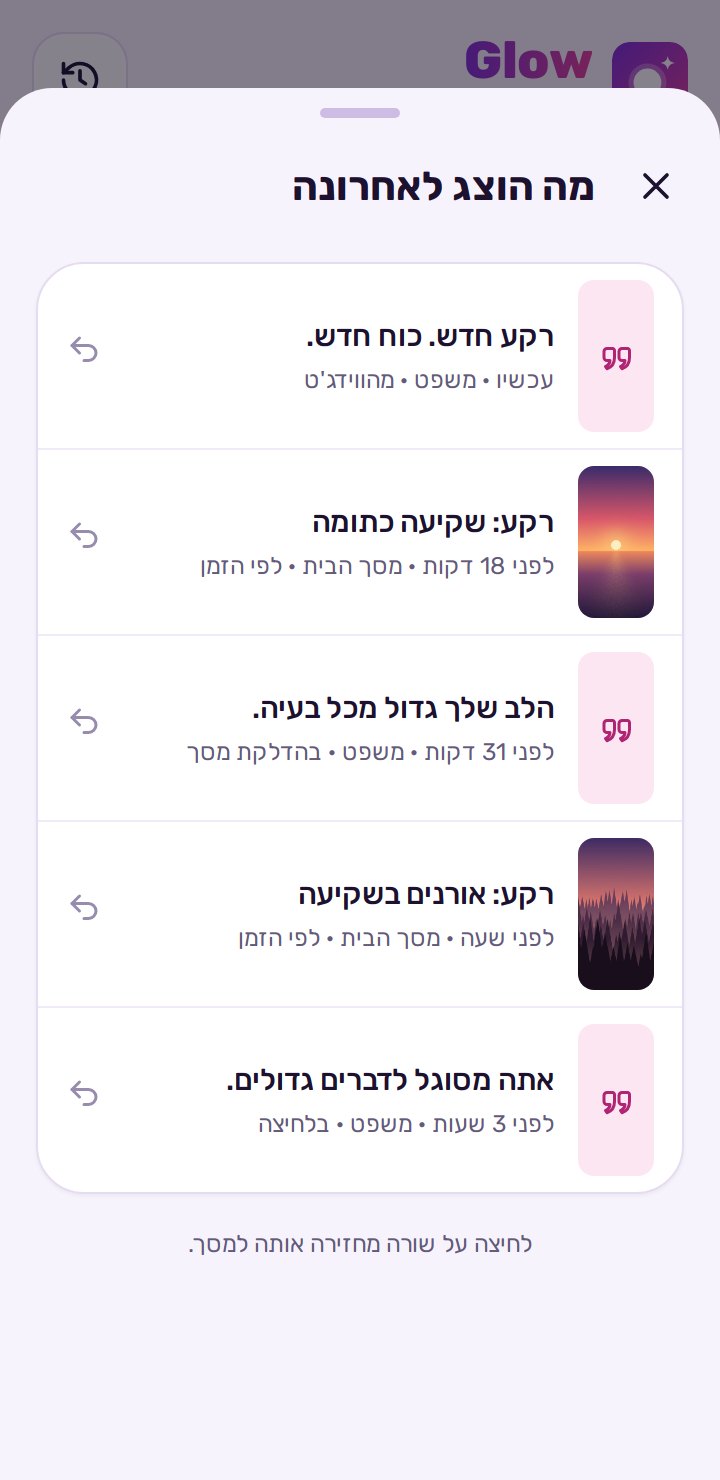 Glow
מה הוצג לאחרונה
רקע חדש. כוח חדש.
עכשיו • משפט • מהווידג'ט
רקע: שקיעה כתומה
לפני 18 דקות • מסך הבית • לפי הזמן
הלב שלך גדול מכל בעיה.
לפני 31 דקות • משפט • בהדלקת מסך
רקע: אורנים בשקיעה
לפני שעה • מסך הבית • לפי הזמן
אתה מסוגל לדברים גדולים.
לפני 3 שעות • משפט • בלחיצה
לחיצה על שורה מחזירה אותה למסך.